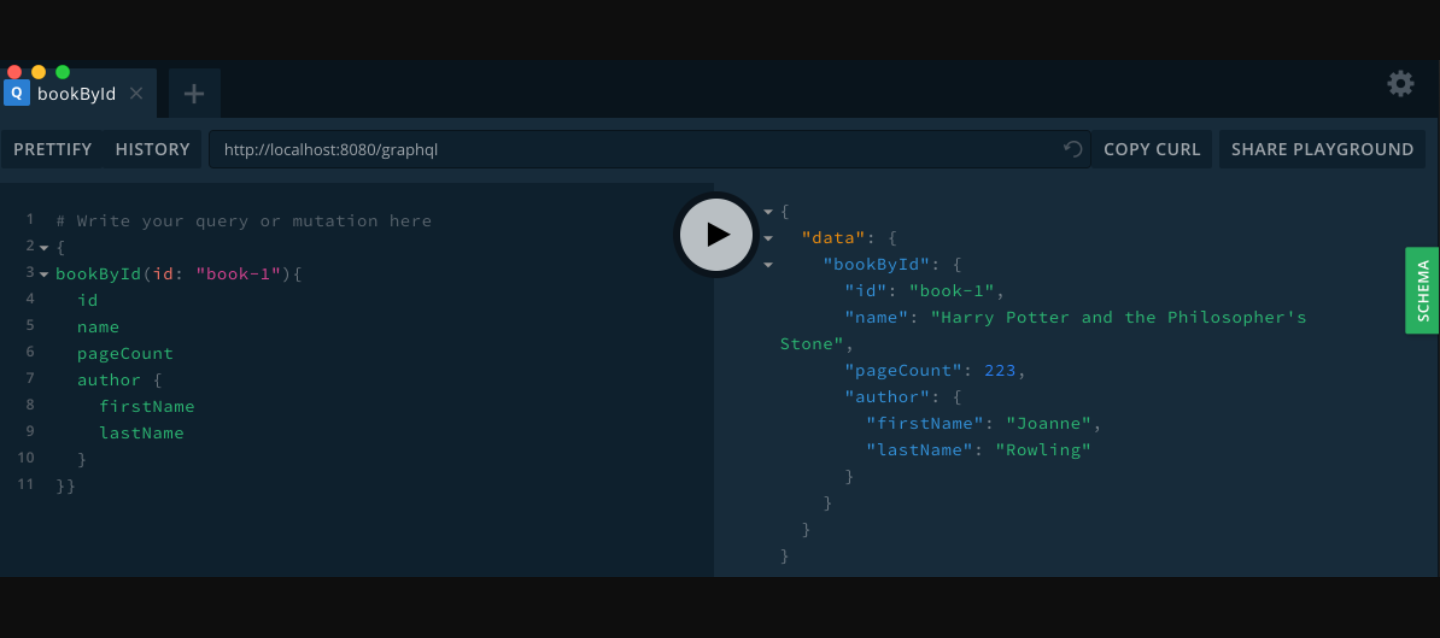 Q bookById
PRETTIFY HISTORY http://localhost:8080/graphql COPY CURL SHARE PLAYGROUND
1 # Write your query or mutation here
2 {
3 bookById(id: "book-1"){
4 id
5 name
6 pageCount
7 author {
8 firstName
9 lastName
10 }
11 }}
{
"data": {
"bookById": {
"id": "book-1",
"name": "Harry Potter and the Philosopher's
Stone",
"pageCount": 223,
"author": {
"firstName": "Joanne",
"lastName": "Rowling"
}
}
}
}
SCHEMA